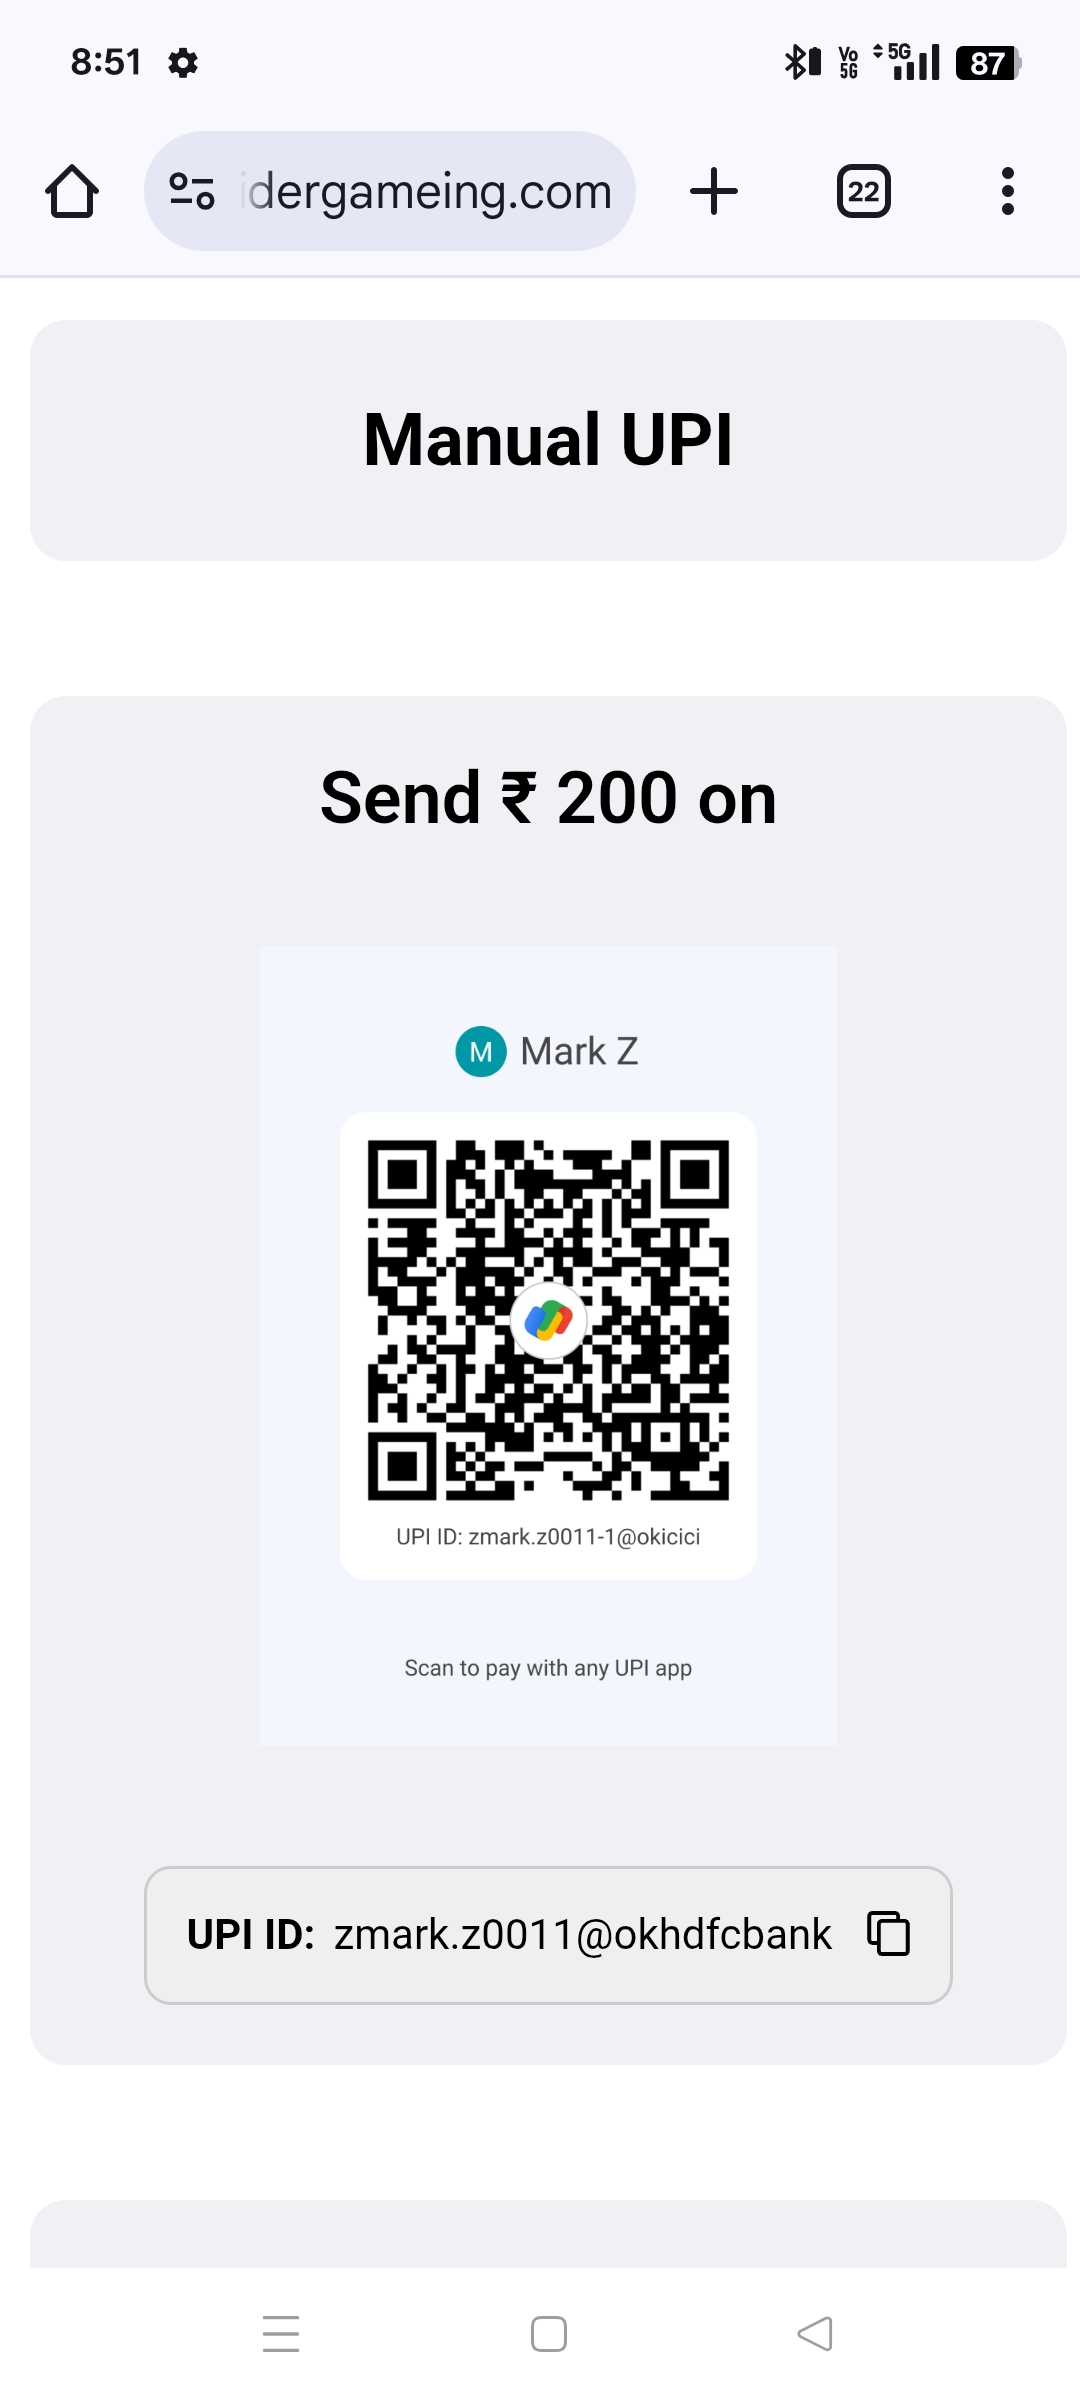 8:51
Vo
5G
5G
87
idergameing.com
22
Manual UPI
Send ₹ 200 on
M Mark Z
UPI ID: zmark.z0011-1@okicici
Scan to pay with any UPI app
UPI ID: zmark.z0011@okhdfcbank